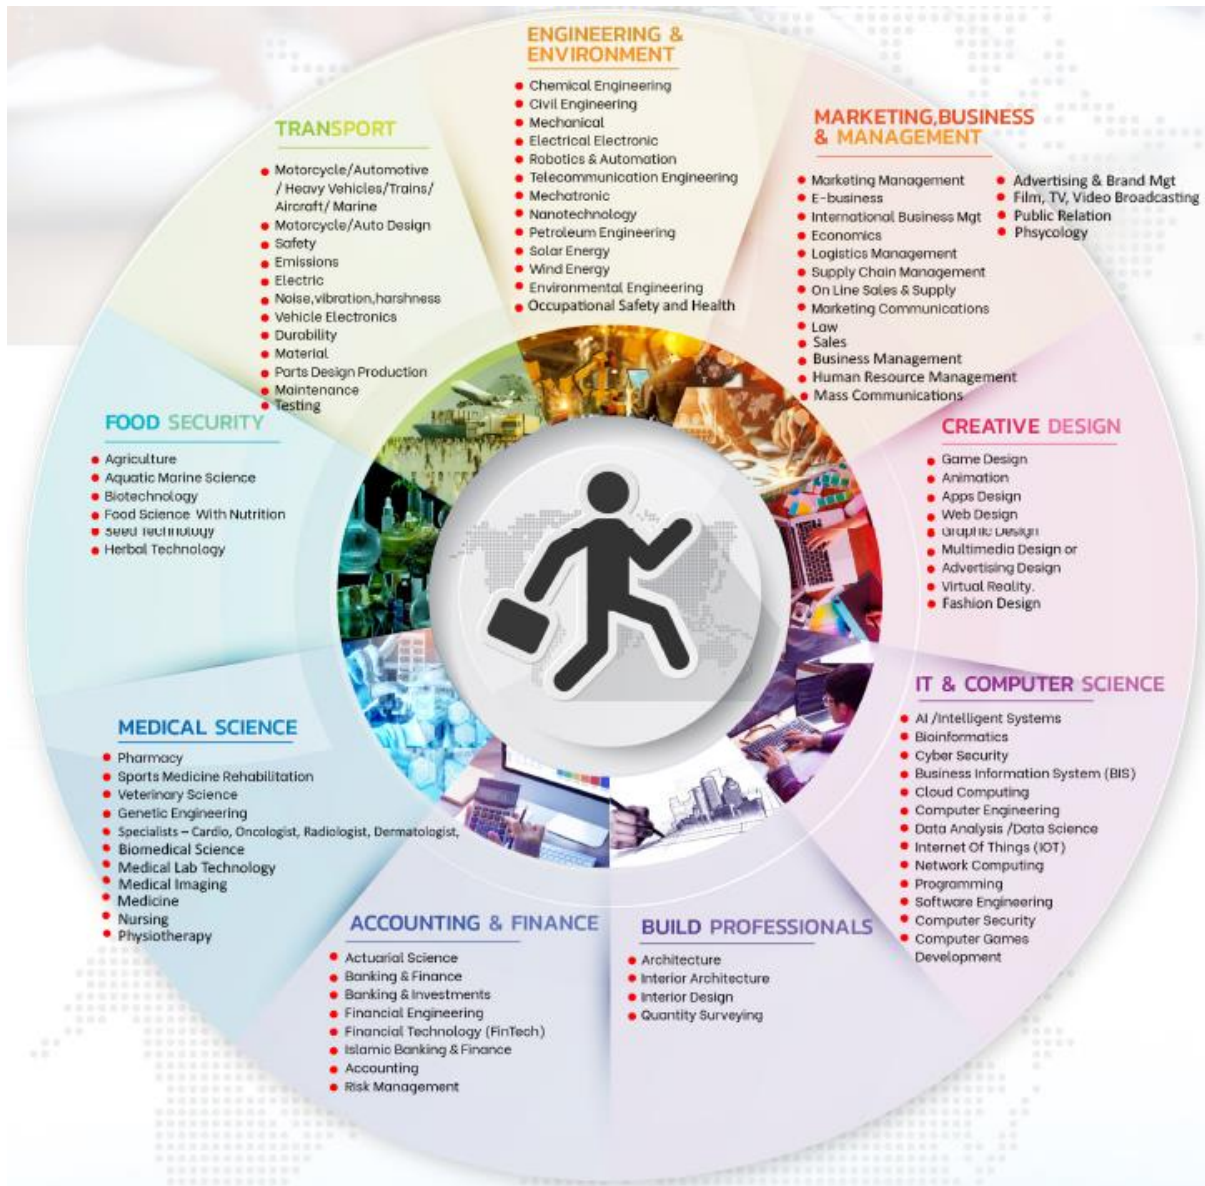 ENGINEERING &
ENVIRONMENT
Chemical Engineering
Civil Engineering
Mechanical
Electrical Electronic
Robotics & Automation
Telecommunication Engineering
Mechatronic
Nanotechnology
Petroleum Engineering
Solar Energy
Wind Energy
Environmental Engineering
Occupational Safety and Health
MARKETING,BUSINESS
& MANAGEMENT
Marketing Management
E-business
International Business Mgt
Economics
Logistics Management
Supply Chain Management
On Line Sales & Supply
Marketing Communications
Law
Sales
Business Management
Human Resource Management
Mass Communications
Advertising & Brand Mgt
Film, TV, Video Broadcasting
Public Relation
Phsycology
CREATIVE DESIGN
Game Design
Animation
Apps Design
Web Design
Graphic Design
Multimedia Design or
Advertising Design
Virtual Reality.
Fashion Design
IT & COMPUTER SCIENCE
AI /Intelligent Systems
Bioinformatics
Cyber Security
Business Information System (BIS)
Cloud Computing
Computer Engineering
Data Analysis /Data Science
Internet Of Things (IOT)
Network Computing
Programming
Software Engineering
Computer Security
Computer Games
Development
BUILD PROFESSIONALS
Architecture
Interior Architecture
Interior Design
Quantity Surveying
ACCOUNTING & FINANCE
Actuarial Science
Banking & Finance
Banking & Investments
Financial Engineering
Financial Technology (FinTech)
Islamic Banking & Finance
Accounting
Risk Management
MEDICAL SCIENCE
Pharmacy
Sports Medicine Rehabilitation
Veterinary Science
Genetic Engineering
Specialists – Cardio, Oncologist, Radiologist, Dermatologist,
Biomedical Science
Medical Lab Technology
Medical Imaging
Medicine
Nursing
Physiotherapy
FOOD SECURITY
Agriculture
Aquatic Marine Science
Biotechnology
Food Science With Nutrition
Seed Technology
Herbal Technology
TRANSPORT
Motorcycle/Automotive
/ Heavy Vehicles/Trains/
Aircraft/ Marine
Motorcycle/Auto Design
Safety
Emissions
Electric
Noise,vibration,harshness
Vehicle Electronics
Durability
Material
Parts Design Production
Maintenance
Testing